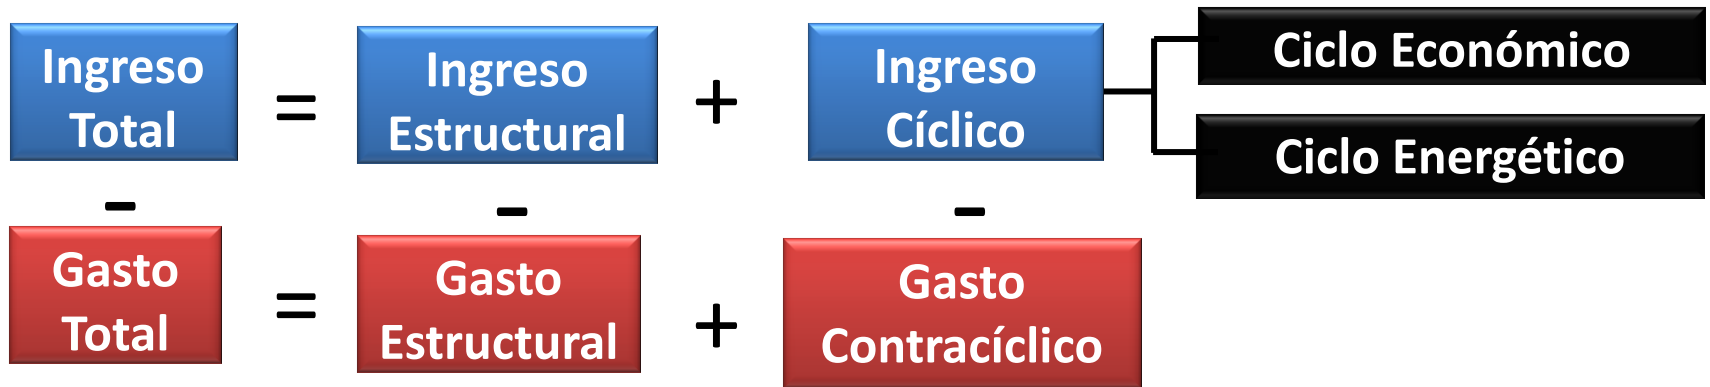 Ingreso
Total
=
Ingreso
Estructural
+
Ingreso
Cíclico
Ciclo Económico
Ciclo Energético
-
-
-
Gasto
Total
=
Gasto
Estructural
+
Gasto
Contracíclico